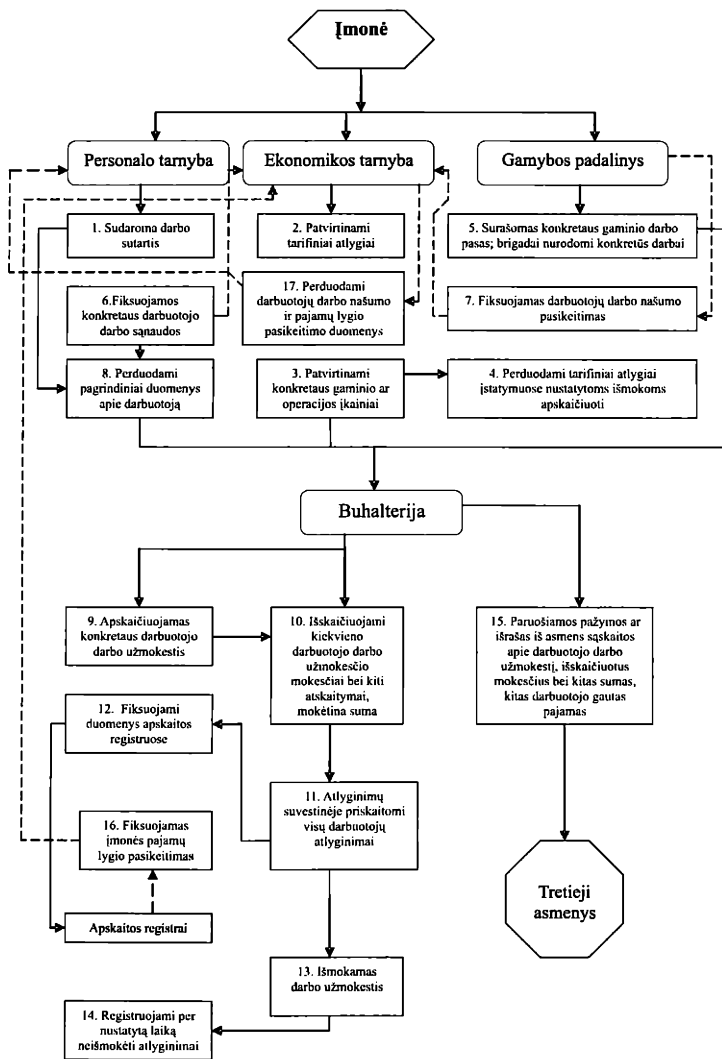 Įmonė
Personalo tarnyba
Ekonomikos tarnyba
Gamybos padalinys
1. Sudaroma darbo
sutartis
2. Patvirtinami
tarifiniai atlygiai
5. Surašomas konkretaus gaminio darbo
pasas; brigadai nurodomi konkretūs darbai
6.Fiksuojamos
konkretaus darbuotojo
darbo sąnaudos
17. Perduodami
darbuotojų darbo našumo
ir pajamų lygio
pasikeitimo duomenys
7. Fiksuojamas darbuotojų darbo našumo
pasikeitimas
8. Perduodami
pagrindiniai duomenys
apie darbuotoją
3. Patvirtinami
konkretaus gaminio ar
operacijos įkainiai
4. Perduodami tarifiniai atlygiai
įstatymuose nustatytoms išmokoms
apskaičiuoti
Buhalterija
9. Apskaičiuojamas
konkretaus darbuotojo
darbo užmokestis
10. Išskaičiuojami
kiekvieno
darbuotojo darbo
užmokesčio
mokesčiai bei kiti
atskaitymai,
mokėtina suma
15. Paruošiamos pažymos ar
išrašas iš asmens sąskaitos
apie darbuotojo darbo
užmokestį, išskaičiuotus
mokesčius bei kitas sumas,
kitas darbuotojo gautas
pajamas
12. Fiksuojami
duomenys apskaitos
registruose
11. Atlyginimų
suvestinėje priskaitomi
visų darbuotojų
atlyginimai
16. Fiksuojamas
įmonės pajamų
lygio pasikeitimas
Apskaitos registrai
Tretieji
asmenys
13. Išmokamas
darbo užmokestis
14. Registruojami per
nustatytą laiką
neišmokėti atlyginimai